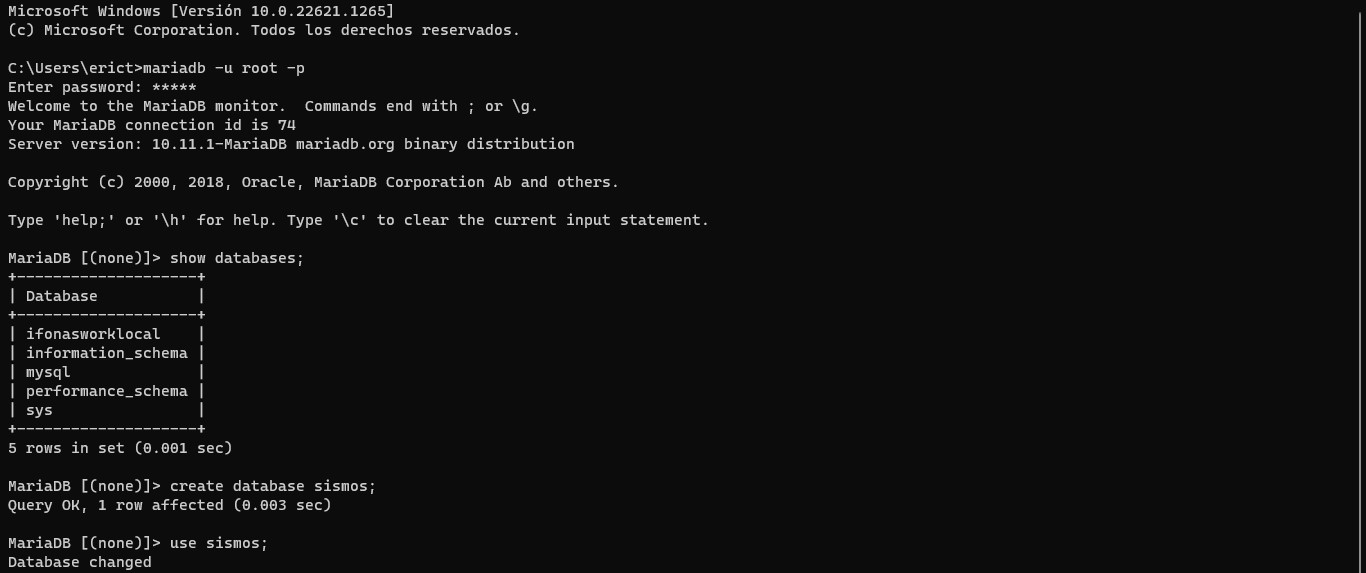 Microsoft Windows [Versión 10.0.22621.1265]
(c) Microsoft Corporation. Todos los derechos reservados.
C:\Users\erict>mariadb -u root -p
Enter password: *****
Welcome to the MariaDB monitor.  Commands end with ; or \g.
Your MariaDB connection id is 74
Server version: 10.11.1-MariaDB mariadb.org binary distribution
Copyright (c) 2000, 2018, Oracle, MariaDB Corporation Ab and others.
Type 'help;' or '\h' for help. Type '\c' to clear the current input statement.
MariaDB [(none)]> show databases;
+--------------------+
| Database           |
+--------------------+
| ifonasworklocal    |
| information_schema |
| mysql              |
| performance_schema |
| sys                |
+--------------------+
5 rows in set (0.001 sec)
MariaDB [(none)]> create database sismos;
Query OK, 1 row affected (0.003 sec)
MariaDB [(none)]> use sismos;
Database changed